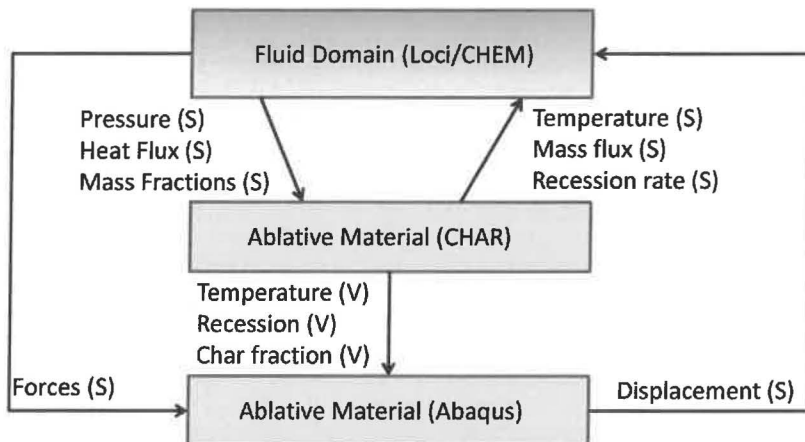 Fluid Domain (Loci/CHEM)
Pressure (S)
Heat Flux (S)
Mass Fractions (S)
Temperature (S)
Mass flux (S)
Recession rate (S)
Ablative Material (CHAR)
Temperature (V)
Recession (V)
Char fraction (V)
Forces (S)
Displacement (S)
Ablative Material (Abaqus)